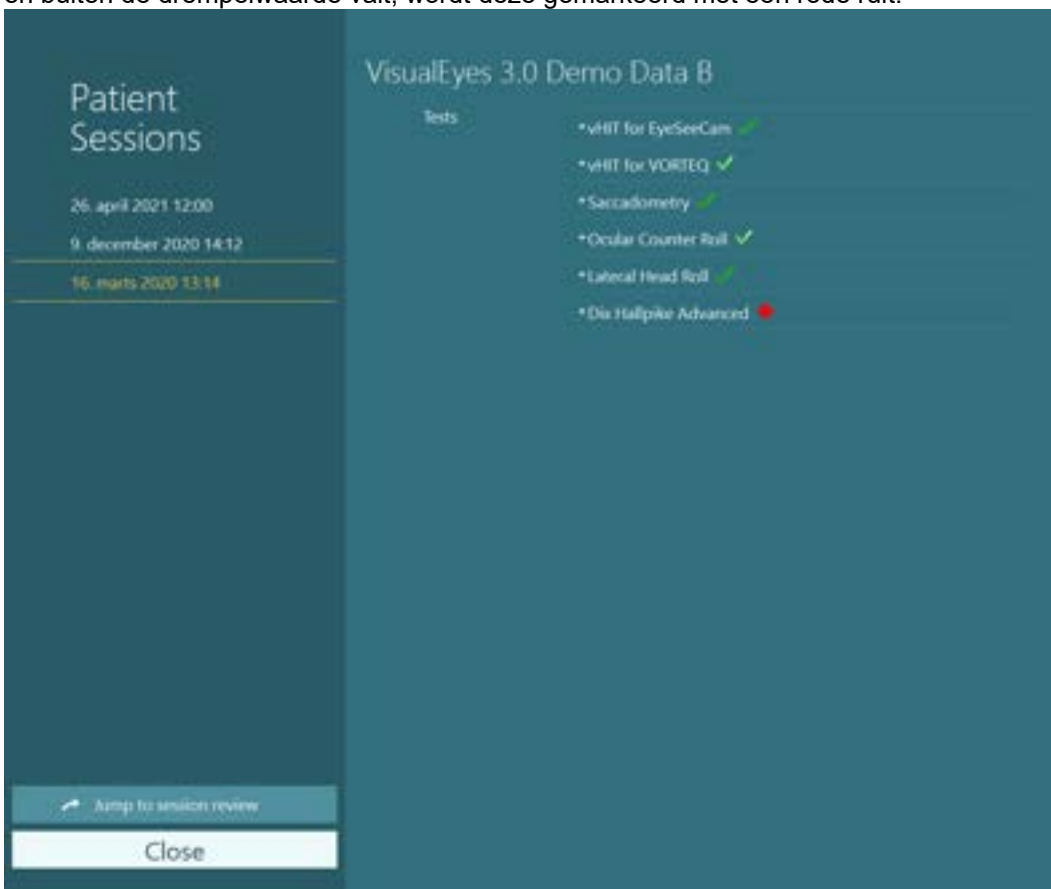 en buiten de drempelwaarde valt, wordt deze gemarkeerd met een rode ruit.
Patient
Sessions
26. april 2021 12:00
9. december 2020 14:12
16. marts 2020 13:14
Jump to session review
Close
VisualEyes 3.0 Demo Data B
Tests
*vHIT for EyeSeeCam
*vHIT for VORTEQ
*Saccadometry
*Ocular Counter Roll
*Lateral Head Roll
*Dix Hallpike Advanced